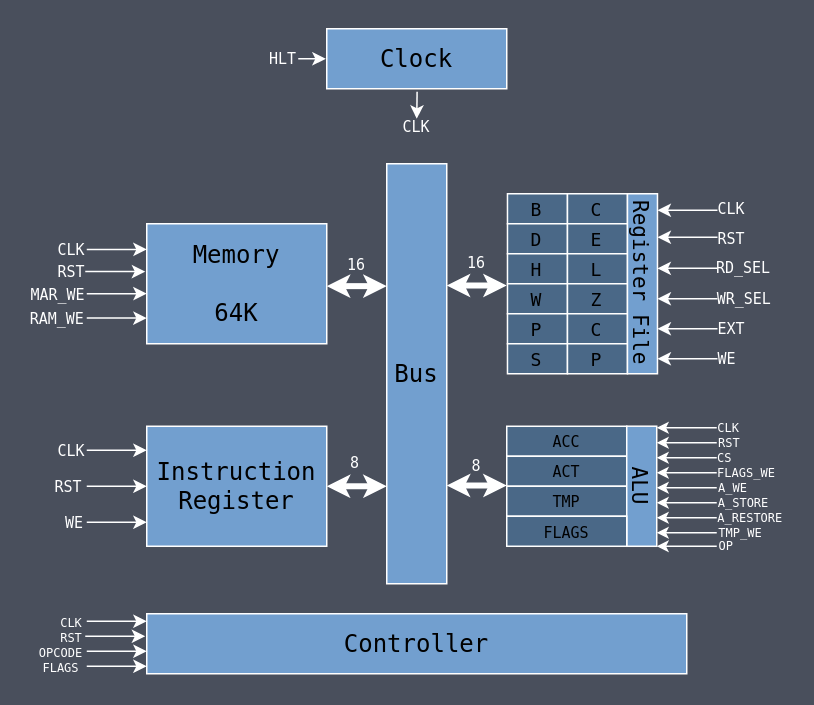 HLT
Clock
CLK
CLK
RST
MAR_WE
RAM_WE
Memory
64K
16
Bus
16
B C
D E
H L
W Z
P C
S P
Register File
CLK
RST
RD_SEL
WR_SEL
EXT
WE
CLK
RST
WE
Instruction
Register
8
8
ACC
ACT
TMP
FLAGS
ALU
CLK
RST
CS
FLAGS_WE
A_WE
A_STORE
A_RESTORE
TMP_WE
OP
CLK
RST
OPCODE
FLAGS
Controller